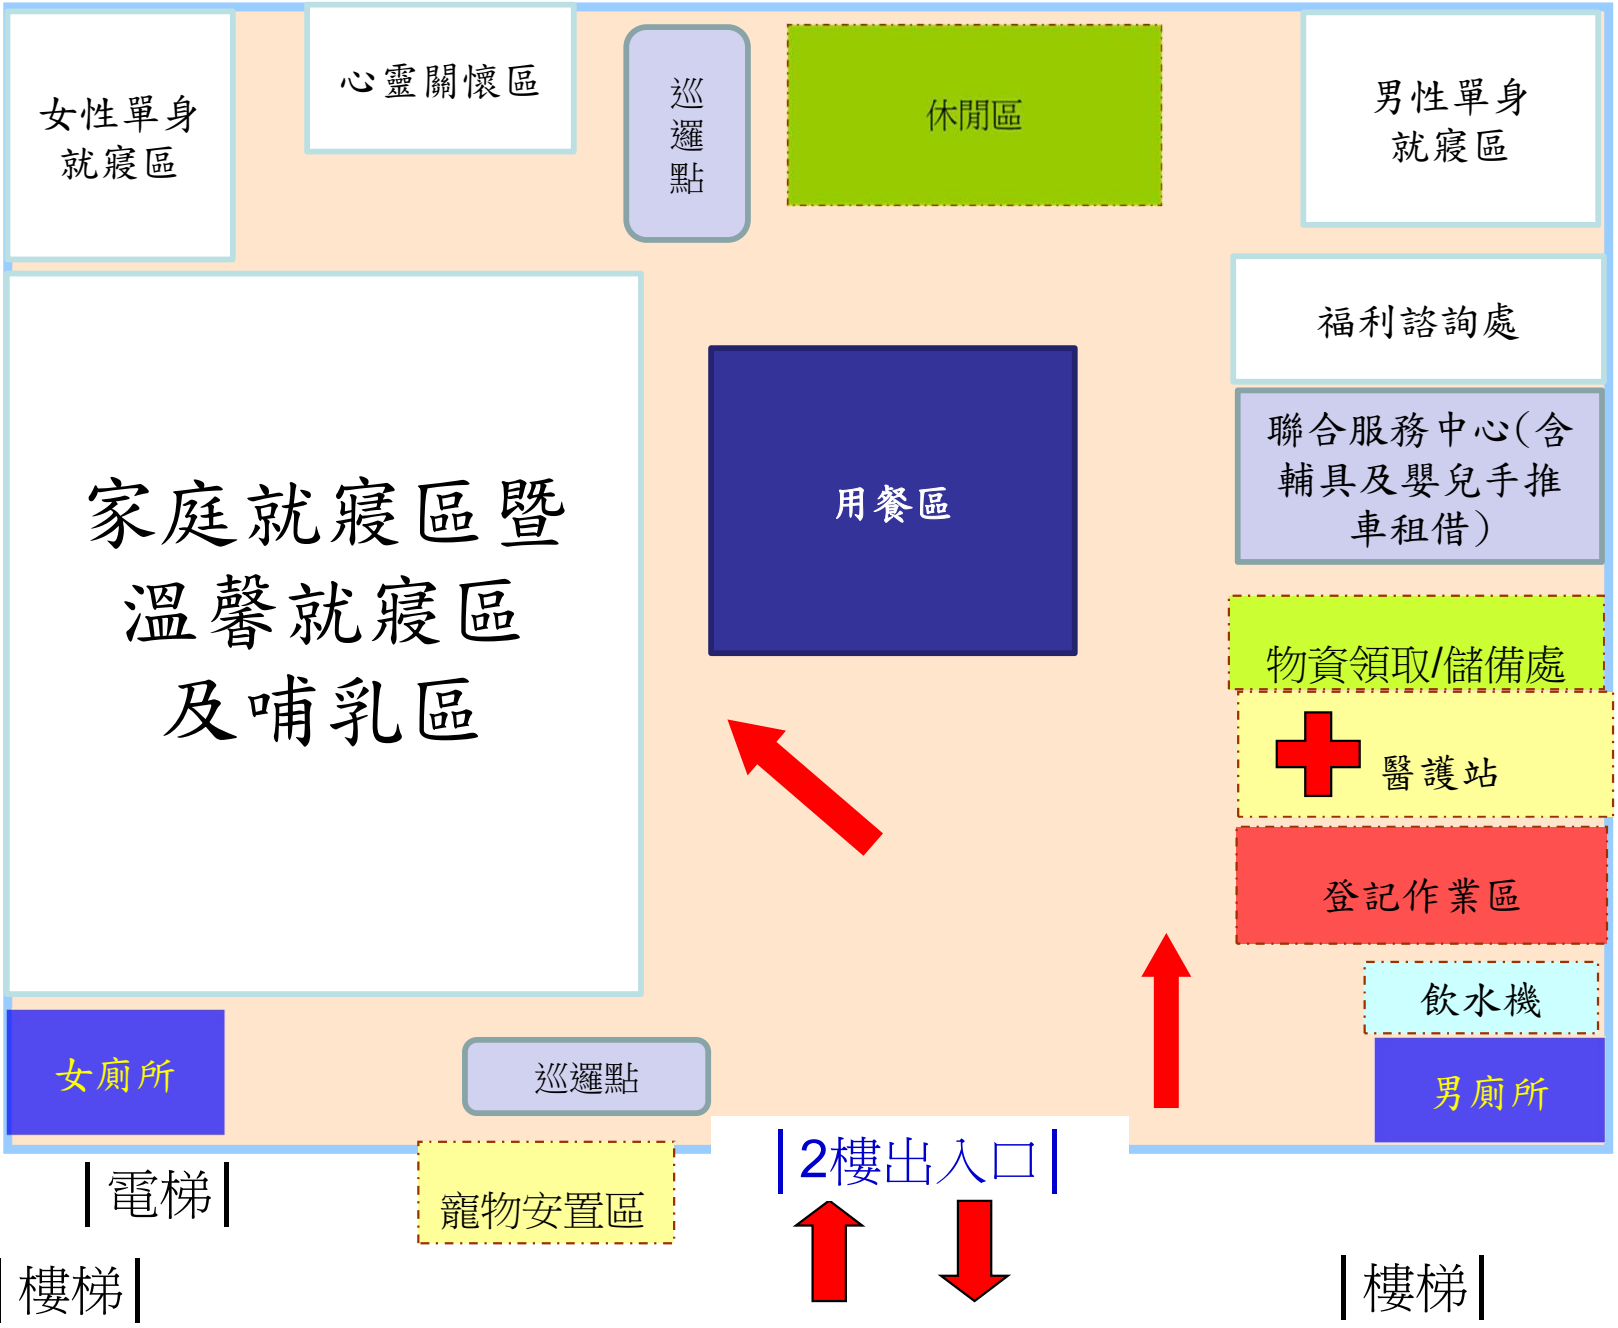 女性單身
就寢區
心靈關懷區
巡邏點
休閒區
男性單身
就寢區
福利諮詢處
家庭就寢區暨
溫馨就寢區
及哺乳區
用餐區
聯合服務中心(含
輔具及嬰兒手推
車租借)
物資領取/儲備處
醫護站
登記作業區
飲水機
女廁所
巡邏點
男廁所
2樓出入口
電梯
寵物安置區
樓梯
樓梯